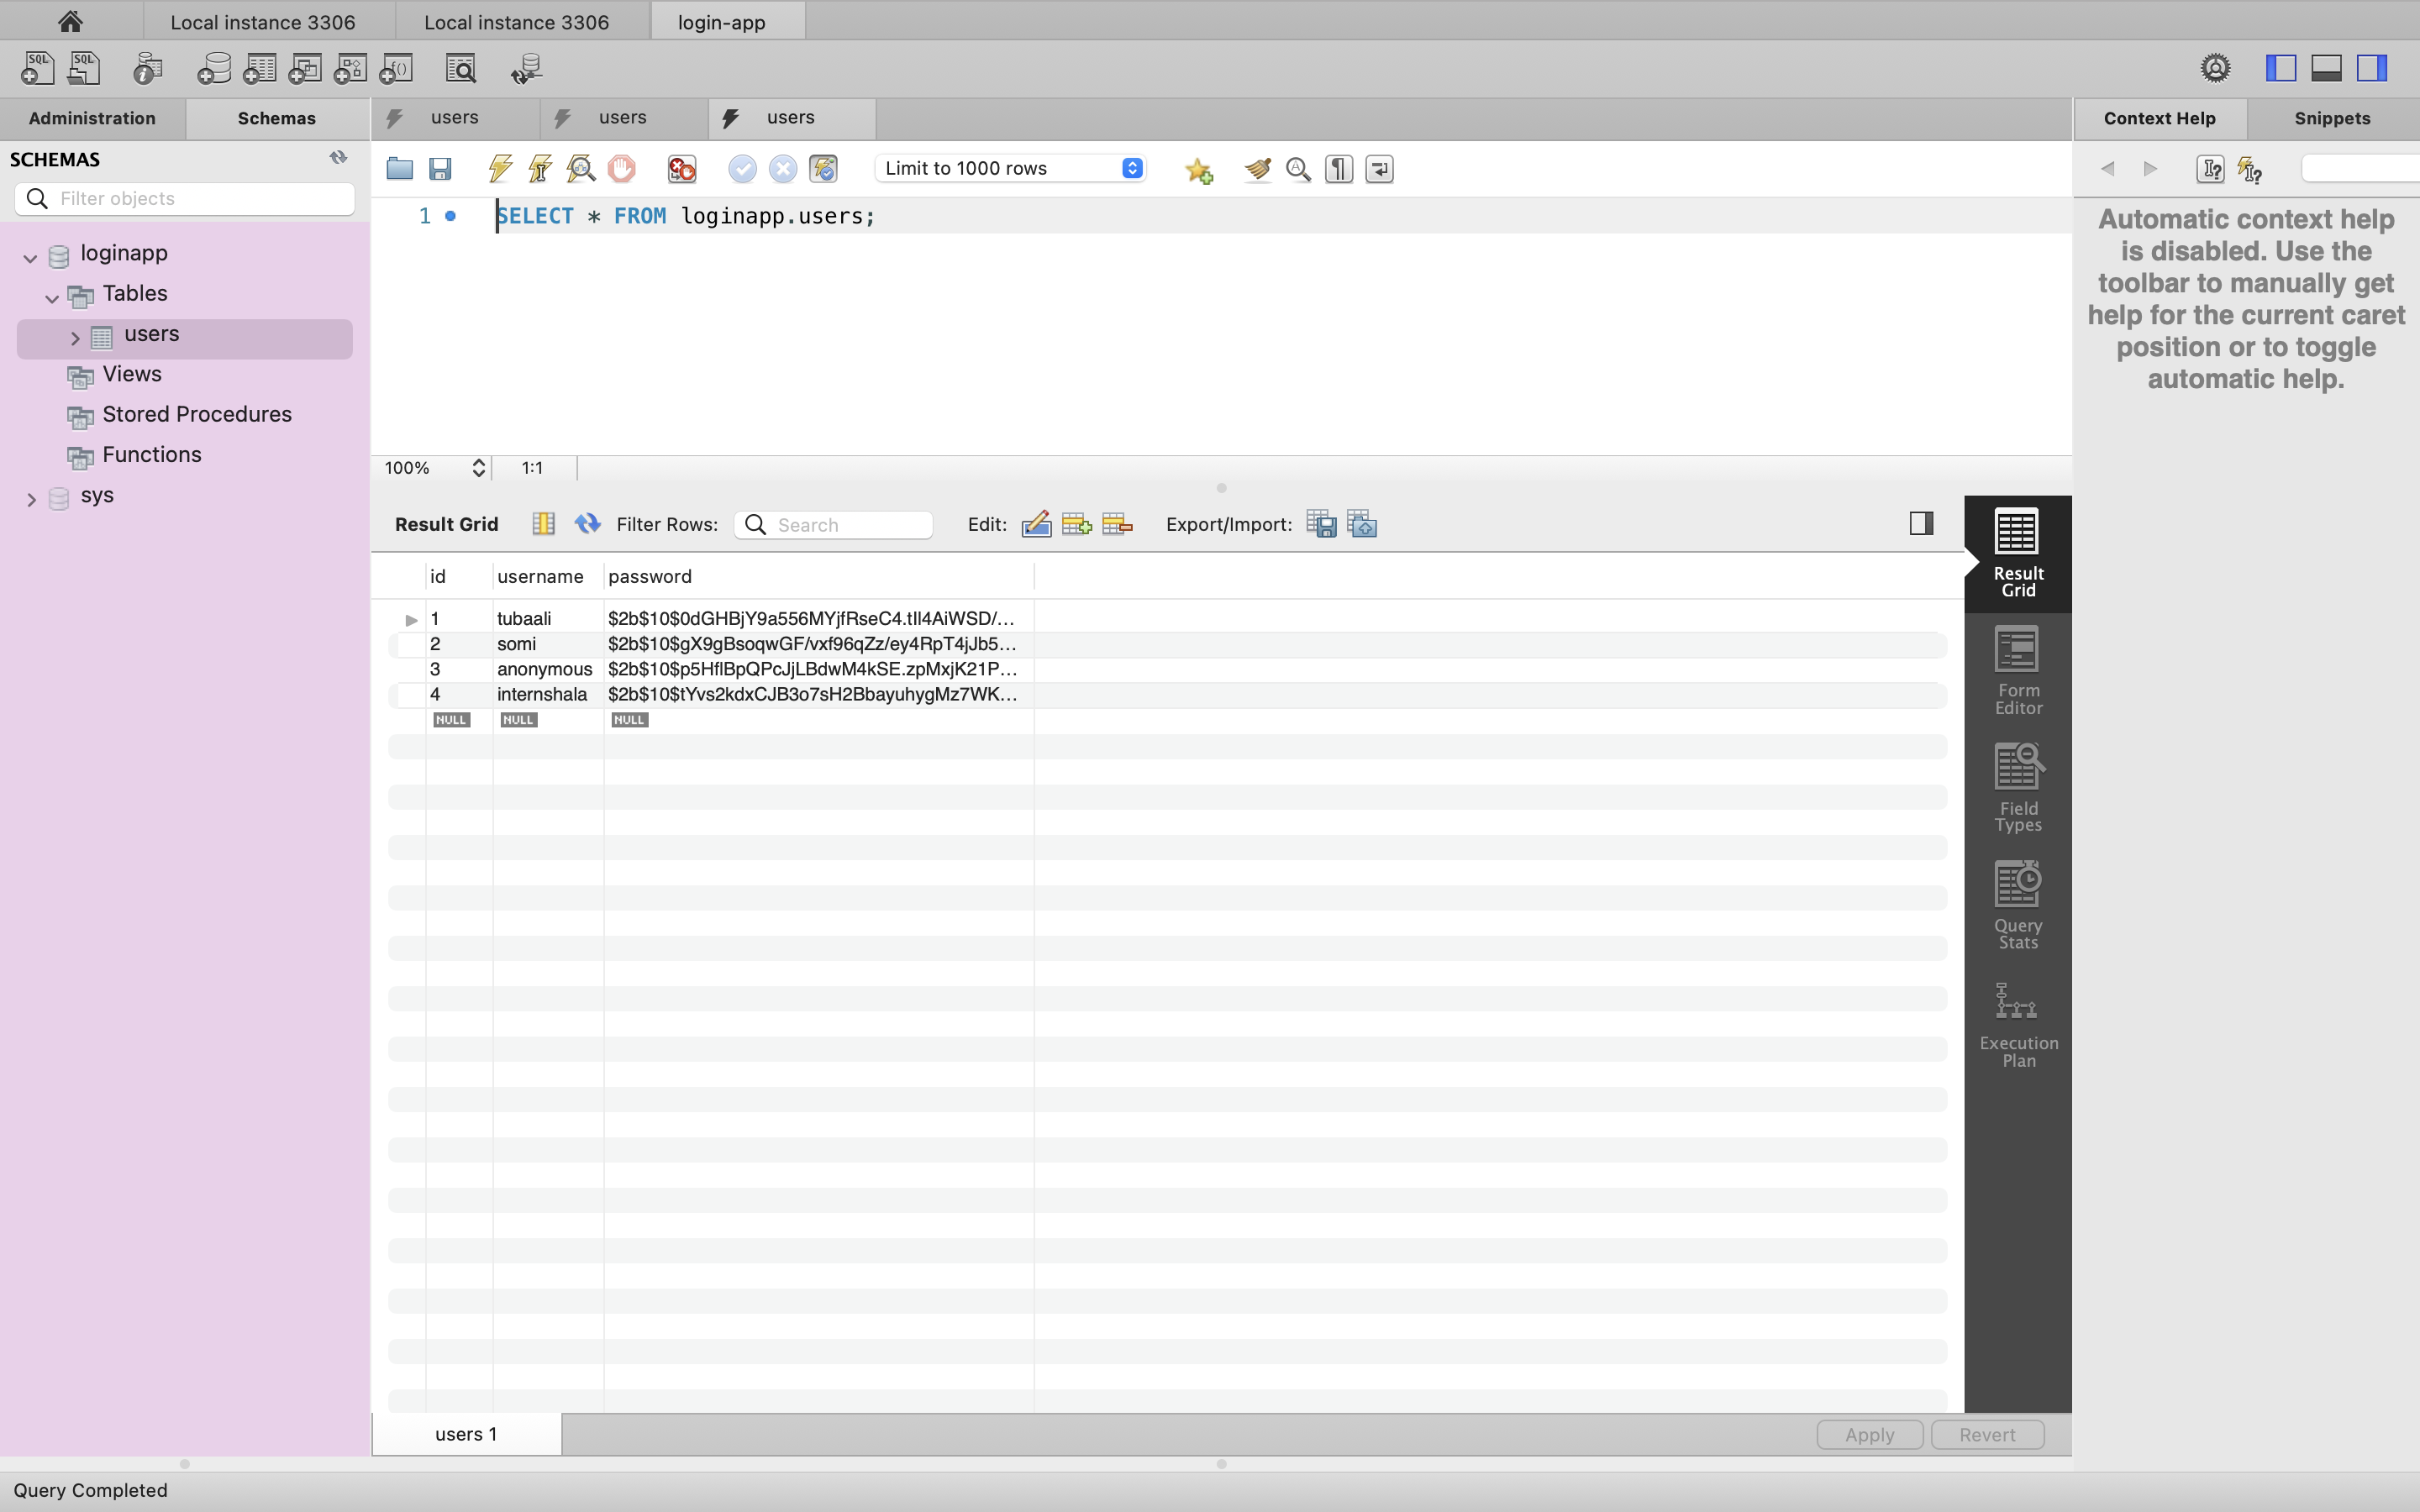 Local instance 3306
Local instance 3306
login-app
Administration
Schemas
users
users
users
Context Help
Snippets
SCHEMAS
Filter objects
Limit to 1000 rows
loginapp
Tables
users
Views
Stored Procedures
Functions
sys
1
SELECT * FROM loginapp.users;
Automatic context help
is disabled. Use the
toolbar to manually get
help for the current caret
position or to toggle
automatic help.
100%
1:1
Result Grid
Filter Rows:
Search
Edit:
Export/Import:
id username password
1 tubaali $2b$10$0dGHBjY9a556MYjfRseC4.tIl4AiWSD/...
2 somi $2b$10$gX9gBsoqwGF/vxf96qZz/ey4RpT4jJb5...
3 anonymous $2b$10$p5HflBpQPcJjLBdwM4kSE.zpMxjK21P...
4 internshala $2b$10$tYvs2kdxCJB3o7sH2BbayuhygMz7WK...
NULL NULL NULL
Result
Grid
Form
Editor
Field
Types
Query
Stats
Execution
Plan
users 1
Apply
Revert
Query Completed